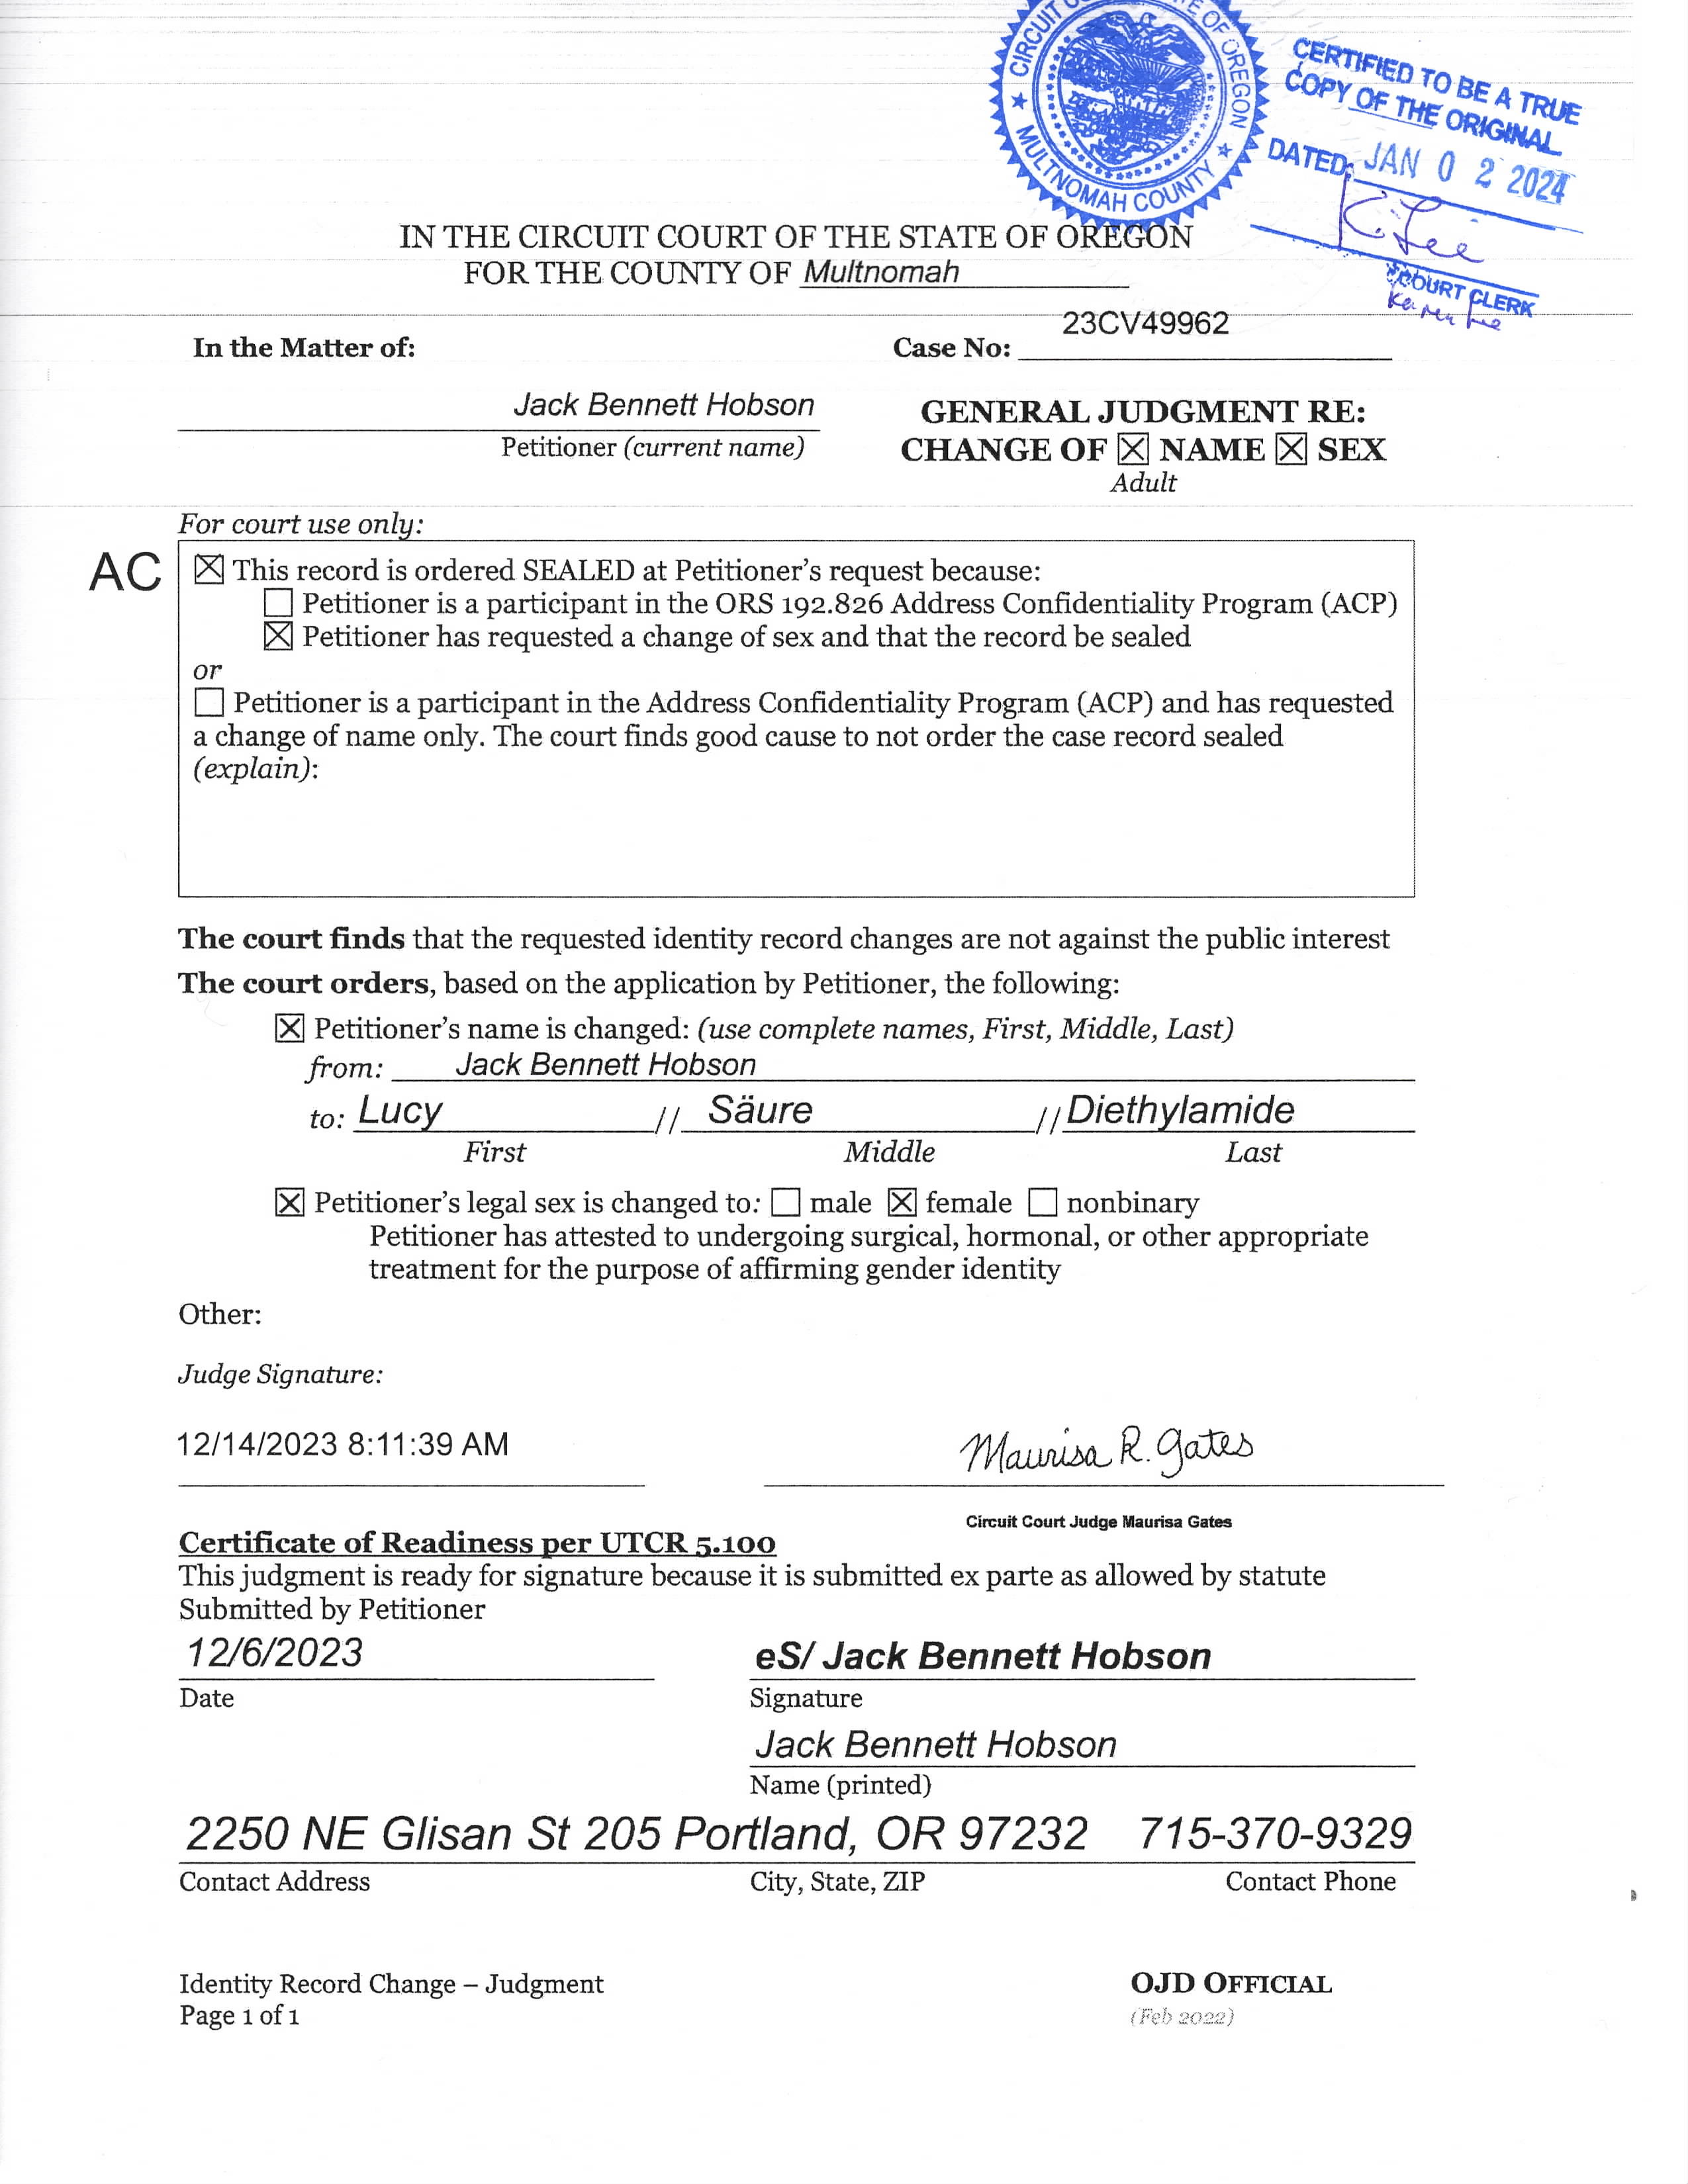 CIRCUIT
OF OREGON
MULTNOMAH COUNTY
CERTIFIED TO BE A TRUE
COPY OF THE ORIGINAL
DATED: JAN 0 2 2024
K. Lee
COURT CLERK
Karen Lee
IN THE CIRCUIT COURT OF THE STATE OF OREGON
FOR THE COUNTY OF Multnomah
In the Matter of:
Case No: 23CV49962
Jack Bennett Hobson
Petitioner (current name)
GENERAL JUDGMENT RE:
CHANGE OF ☒ NAME ☒ SEX
Adult
For court use only:
AC
☒ This record is ordered SEALED at Petitioner's request because:
☐ Petitioner is a participant in the ORS 192.826 Address Confidentiality Program (ACP)
☒ Petitioner has requested a change of sex and that the record be sealed
or
☐ Petitioner is a participant in the Address Confidentiality Program (ACP) and has requested
a change of name only. The court finds good cause to not order the case record sealed
(explain):
The court finds that the requested identity record changes are not against the public interest
The court orders, based on the application by Petitioner, the following:
☒ Petitioner's name is changed: (use complete names, First, Middle, Last)
from: Jack Bennett Hobson
to: Lucy // Säure // Diethylamide
First Middle Last
☒ Petitioner's legal sex is changed to: ☐ male ☒ female ☐ nonbinary
Petitioner has attested to undergoing surgical, hormonal, or other appropriate
treatment for the purpose of affirming gender identity
Other:
Judge Signature:
12/14/2023 8:11:39 AM
Maurisa R. Gates
Circuit Court Judge Maurisa Gates
Certificate of Readiness per UTCR 5.100
This judgment is ready for signature because it is submitted ex parte as allowed by statute
Submitted by Petitioner
12/6/2023
eS/ Jack Bennett Hobson
Date
Signature
Jack Bennett Hobson
Name (printed)
2250 NE Glisan St 205 Portland, OR 97232 715-370-9329
Contact Address City, State, ZIP Contact Phone
Identity Record Change – Judgment
Page 1 of 1
OJD OFFICIAL
(Feb 2022)